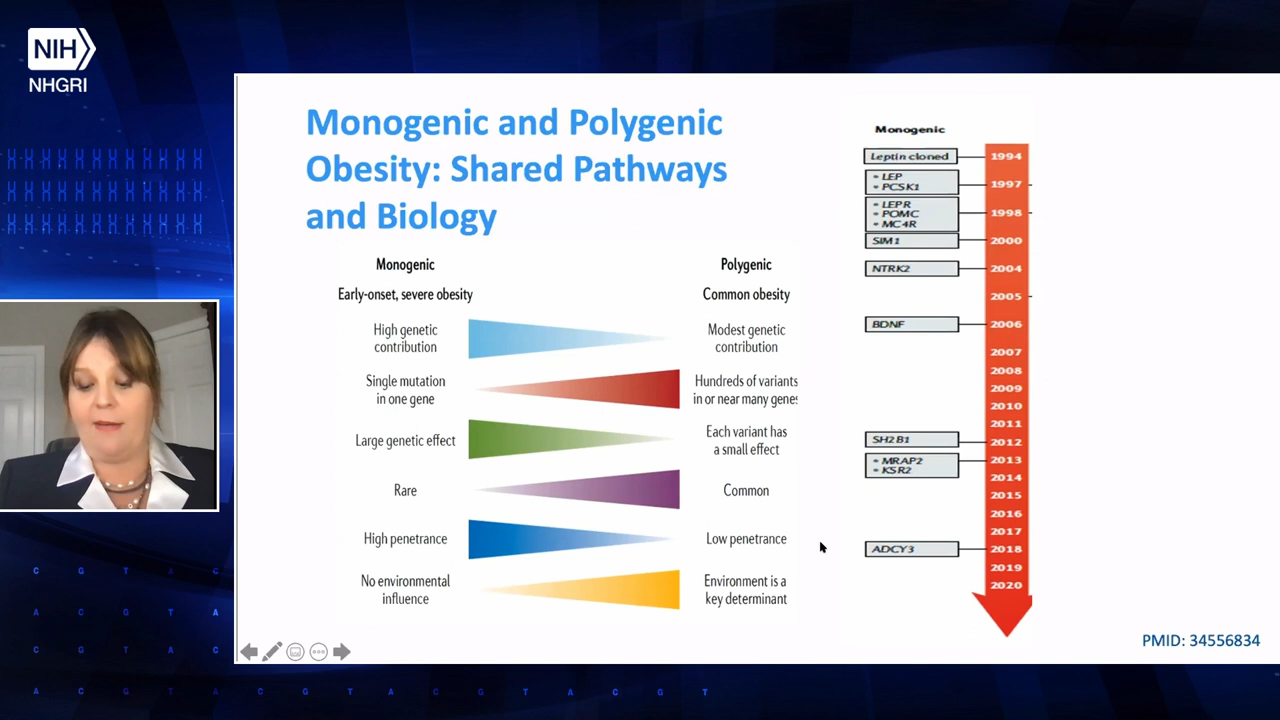 NIH
NHGRI
Monogenic and Polygenic
Obesity: Shared Pathways
and Biology
Monogenic
Polygenic
Early-onset, severe obesity
Common obesity
High genetic
contribution
Modest genetic
contribution
Single mutation
in one gene
Hundreds of variants
in or near many genes
Large genetic effect
Each variant has
a small effect
Rare
Common
High penetrance
Low penetrance
No environmental
influence
Environment is a
key determinant
Monogenic
Leptin cloned
1994
• LEP
• PCSK1
1997
• LEPR
• POMC
• MC4R
1998
SIM1
2000
NTRK2
2004
2005
BDNF
2006
2007
2008
2009
2010
2011
SH2B1
2012
• MRAP2
• KSR2
2013
2014
2015
2016
2017
ADCY3
2018
2019
2020
PMID: 34556834
C G T A C
A C G T A
C G T A C
A C G T A C G T A C G T A C G T